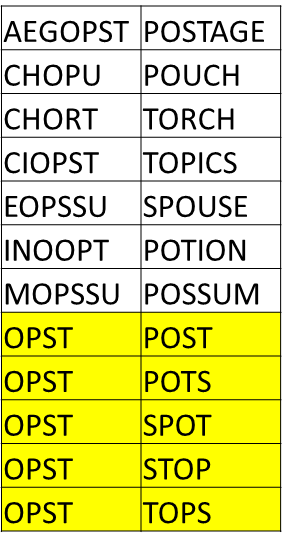 AEGOPST POSTAGE
CHOPU POUCH
CHORT TORCH
CIOPST TOPICS
EOPSSU SPOUSE
INOOPT POTION
MOPSSU POSSUM
OPST POST
OPST POTS
OPST SPOT
OPST STOP
OPST TOPS